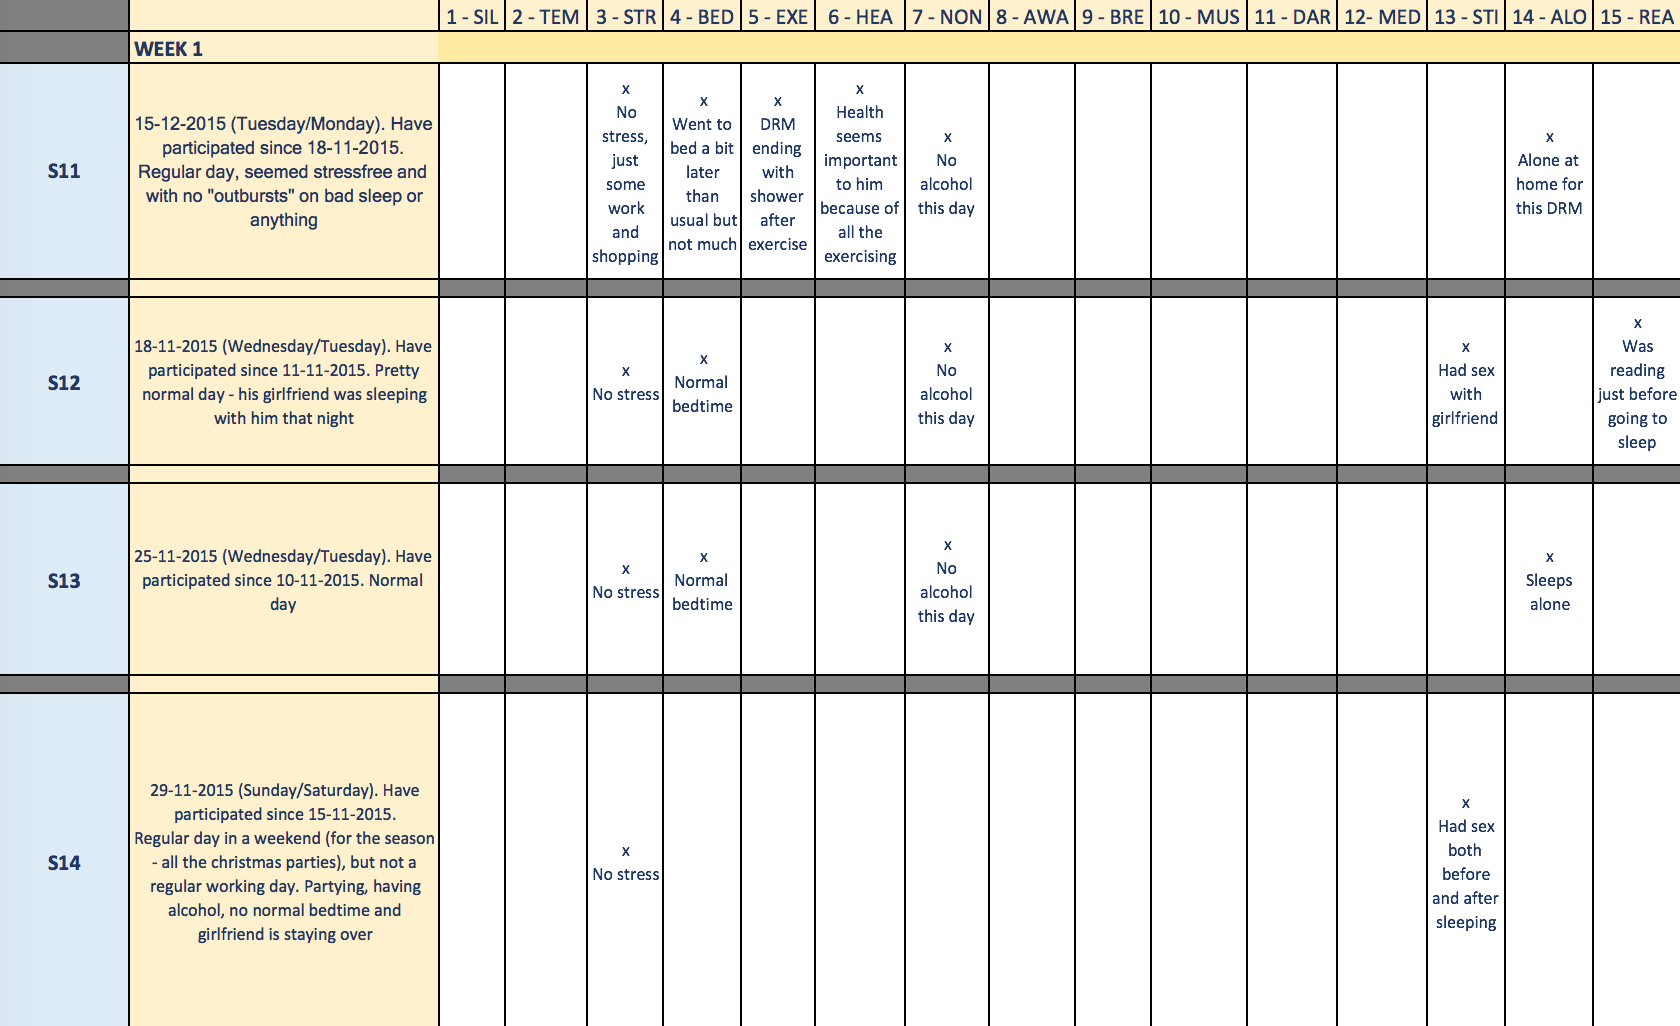 1 - SIL 2 - TEM 3 - STR 4 - BED 5 - EXE 6 - HEA 7 - NON 8 - AWA 9 - BRE 10 - MUS 11 - DAR 12- MED 13 - STI 14 - ALO 15 - REA
WEEK 1
S11
15-12-2015 (Tuesday/Monday). Have
participated since 18-11-2015.
Regular day, seemed stressfree and
with no "outbursts" on bad sleep or
anything
x
No
stress,
just
some
work
and
shopping
x
Went to
bed a bit
later
than
usual but
not much
x
DRM
ending
with
shower
after
exercise
x
Health
seems
important
to him
because of
all the
exercising
x
No
alcohol
this day
x
Alone at
home for
this DRM
S12
18-11-2015 (Wednesday/Tuesday). Have
participated since 11-11-2015. Pretty
normal day - his girlfriend was sleeping
with him that night
x
No stress
x
Normal
bedtime
x
No
alcohol
this day
x
Had sex
with
girlfriend
x
Was
reading
just before
going to
sleep
S13
25-11-2015 (Wednesday/Tuesday). Have
participated since 10-11-2015. Normal
day
x
No stress
x
Normal
bedtime
x
No
alcohol
this day
x
Sleeps
alone
S14
29-11-2015 (Sunday/Saturday). Have
participated since 15-11-2015.
Regular day in a weekend (for the season
- all the christmas parties), but not a
regular working day. Partying, having
alcohol, no normal bedtime and
girlfriend is staying over
x
No stress
x
Had sex
both
before
and after
sleeping